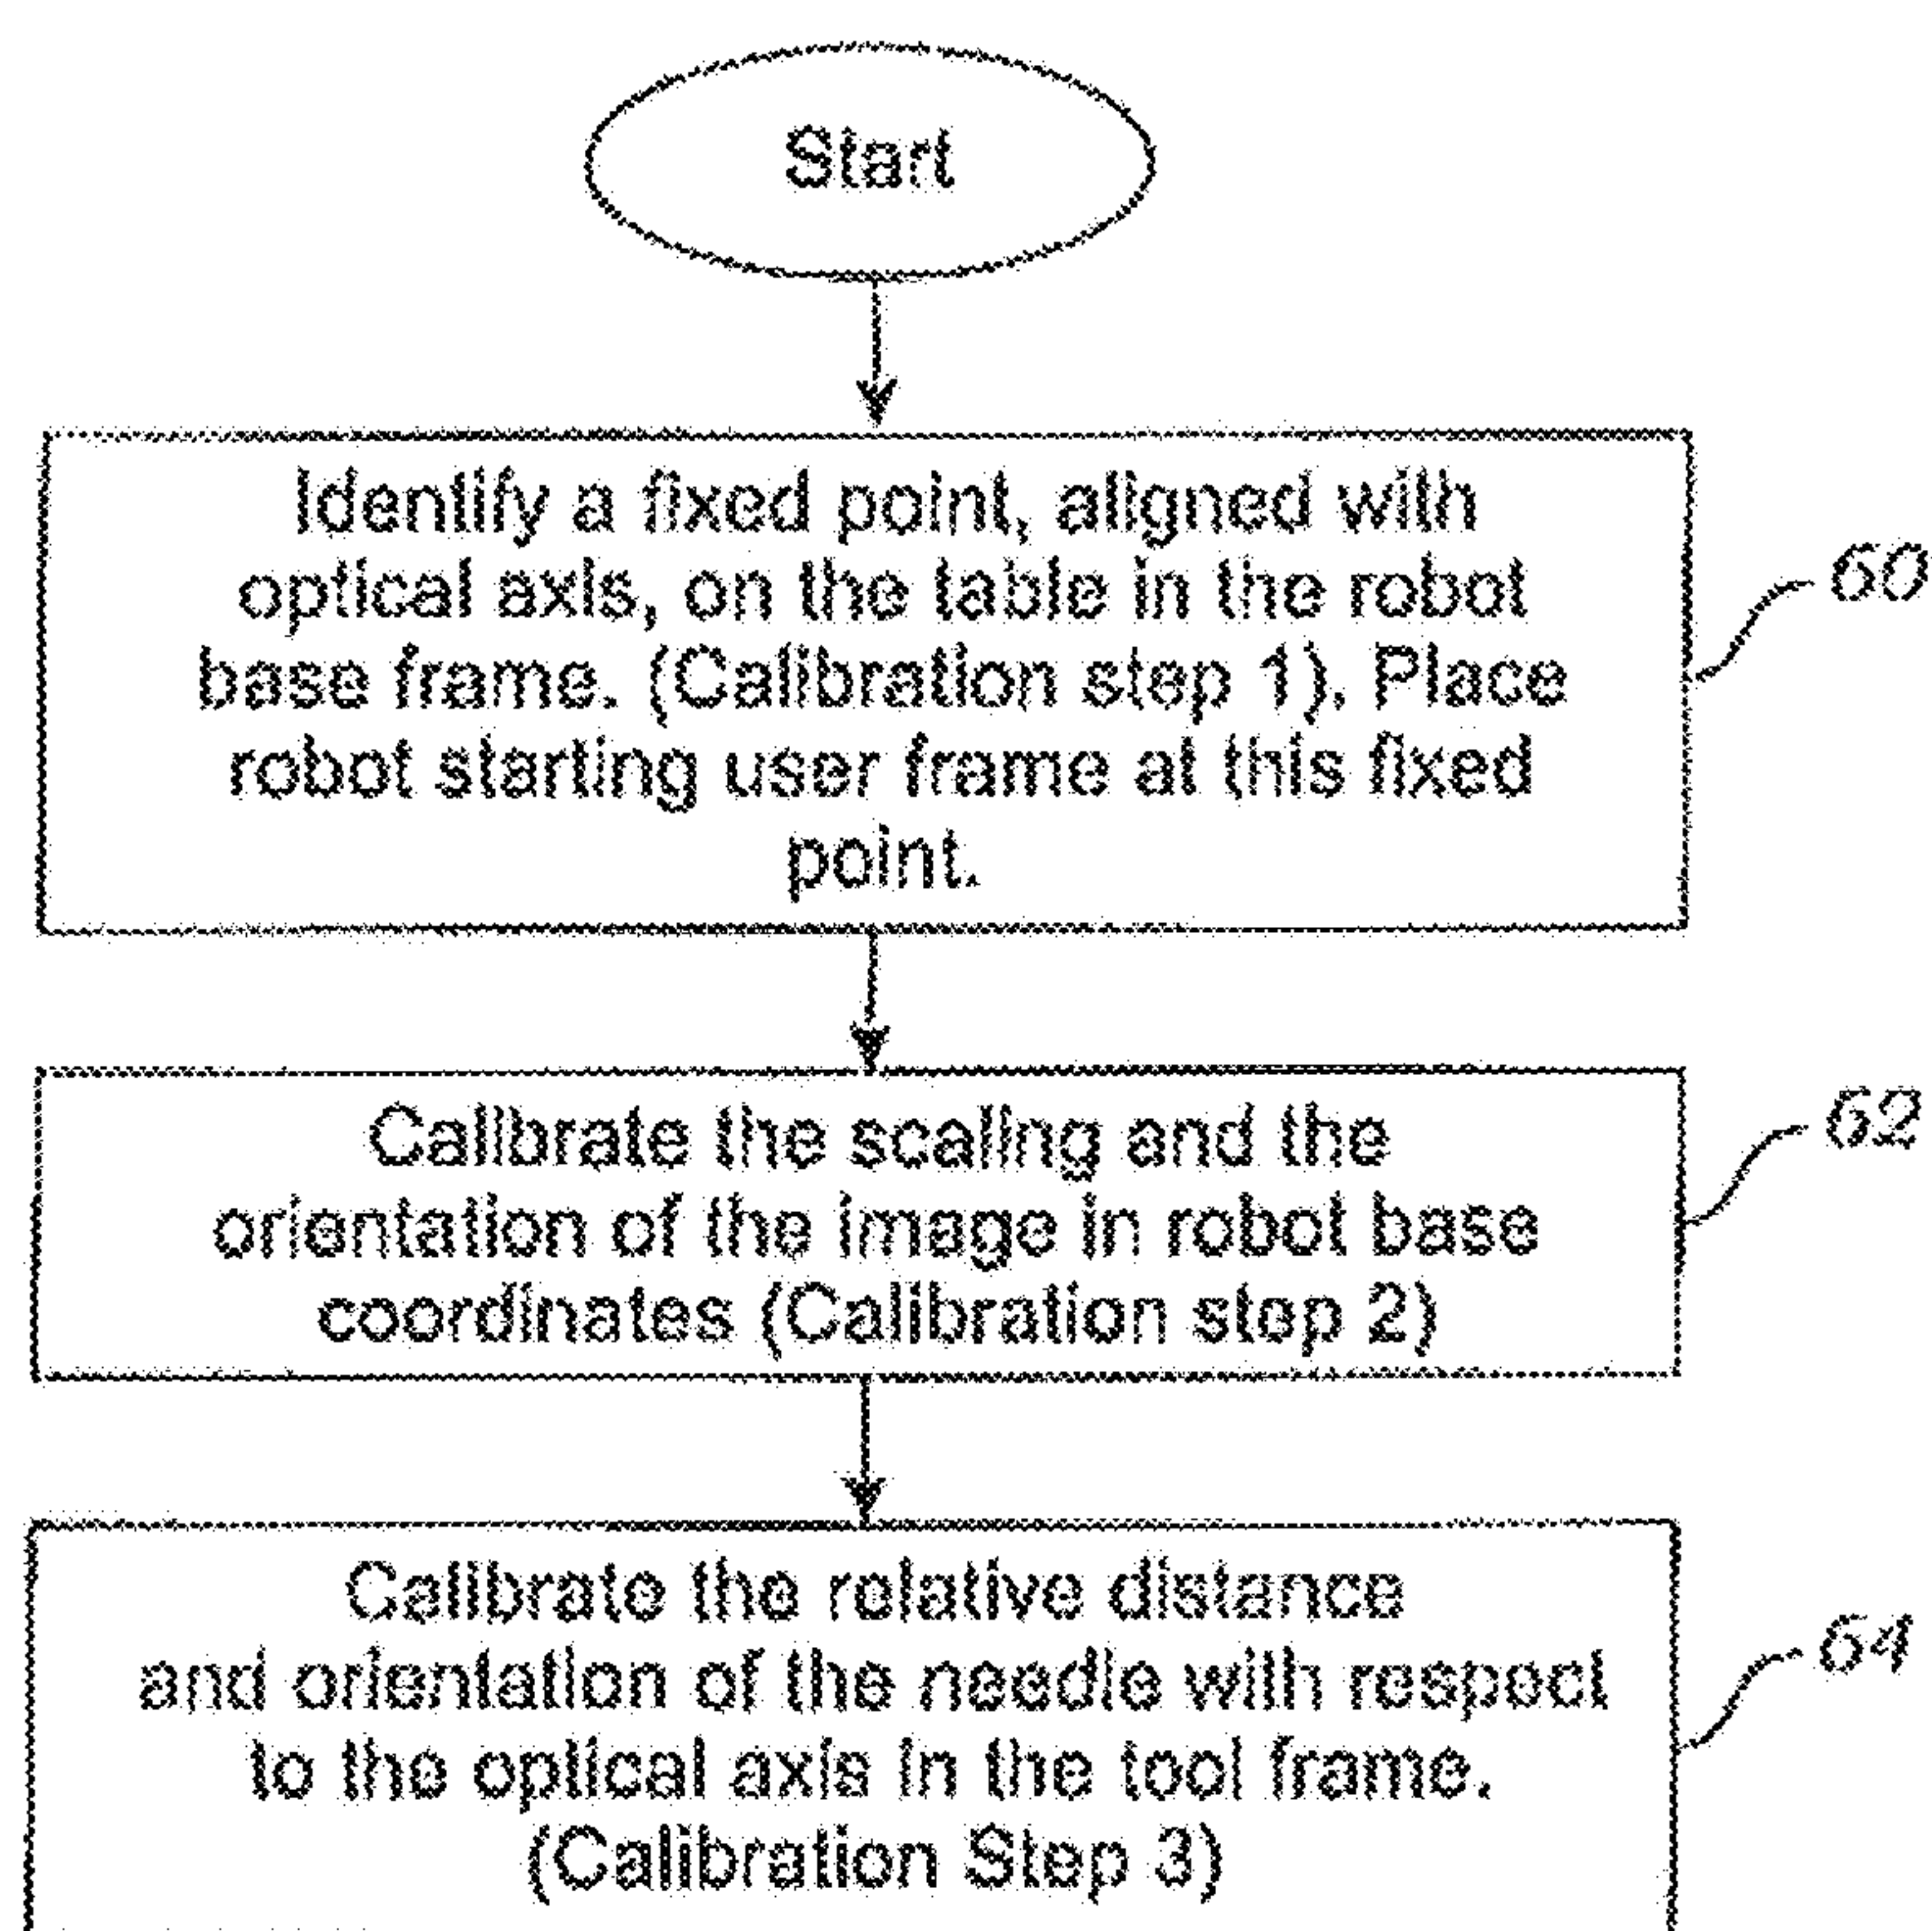 Start
Identify a fixed point, aligned with
optical axis, on the table in the robot
base frame. (Calibration step 1). Place
robot starting user frame at this fixed
point.
60
Calibrate the scaling and the
orientation of the image in robot base
coordinates (Calibration step 2)
62
Calibrate the relative distance
and orientation of the needle with respect
to the optical axis in the tool frame.
(Calibration Step 3)
64